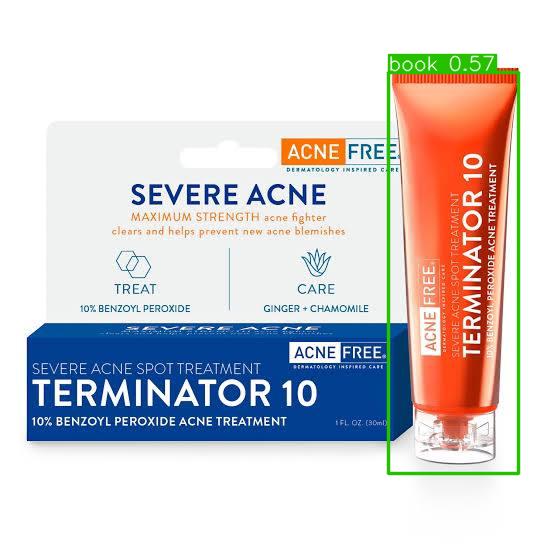 book 0.57
ACNE FREE®
DERMATOLOGY INSPIRED CARE
SEVERE ACNE
MAXIMUM STRENGTH acne fighter
clears and helps prevent new acne blemishes
TREAT
CARE
10% BENZOYL PEROXIDE
GINGER + CHAMOMILE
SEVERE ACNE
ACNE FREE®
DERMATOLOGY INSPIRED CARE
SEVERE ACNE SPOT TREATMENT
TERMINATOR 10
10% BENZOYL PEROXIDE ACNE TREATMENT
1 FL. OZ. (30ml)
ACNE FREE®
DERMATOLOGY INSPIRED CARE
SEVERE ACNE SPOT TREATMENT
TERMINATOR 10
10% BENZOYL PEROXIDE ACNE TREATMENT